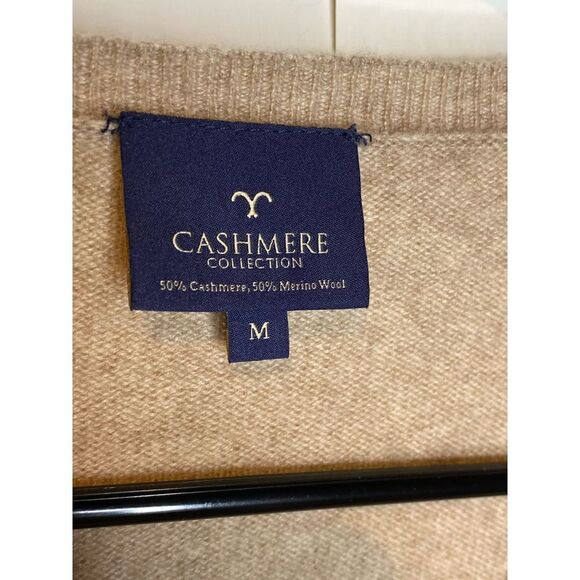 CASHMERE
COLLECTION
50% Cashmere, 50% Merino Wool
M